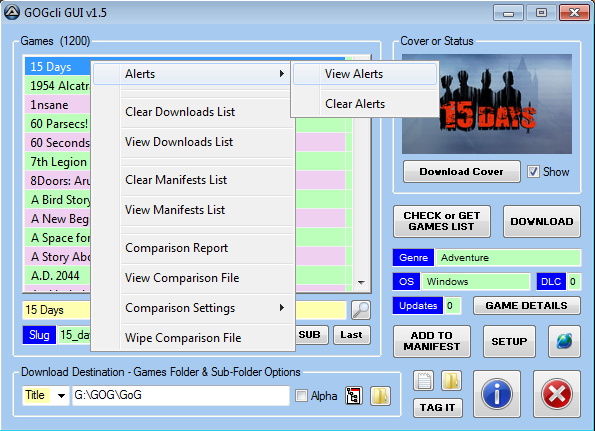 GOGcli GUI v1.5
Games (1200)
15 Days
1954 Alcatr
1nsane
60 Parsecs!
60 Seconds
7th Legion
8Doors: Aru
A Bird Story
A New Beg
A Space for
A Story Abo
A.D. 2044
Alerts
Clear Downloads List
View Downloads List
Clear Manifests List
View Manifests List
Comparison Report
View Comparison File
Comparison Settings
Wipe Comparison File
View Alerts
Clear Alerts
15 Days
Slug 15_da
SUB Last
Cover or Status
15 DAYS
Download Cover Show
CHECK or GET
GAMES LIST
DOWNLOAD
Genre Adventure
OS Windows DLC 0
Updates 0 GAME DETAILS
ADD TO
MANIFEST
SETUP
Download Destination - Games Folder & Sub-Folder Options
Title G:\GOG\GoG Alpha
TAG IT